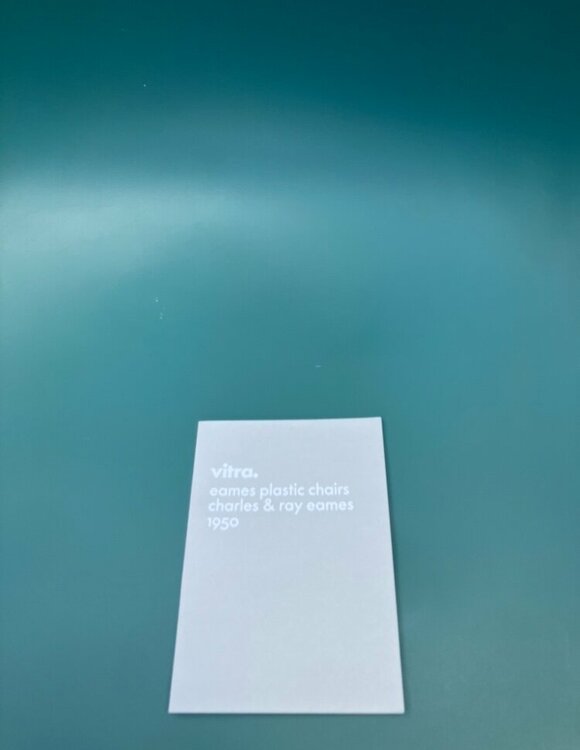 vitra.
eames plastic chairs
charles & ray eames
1950